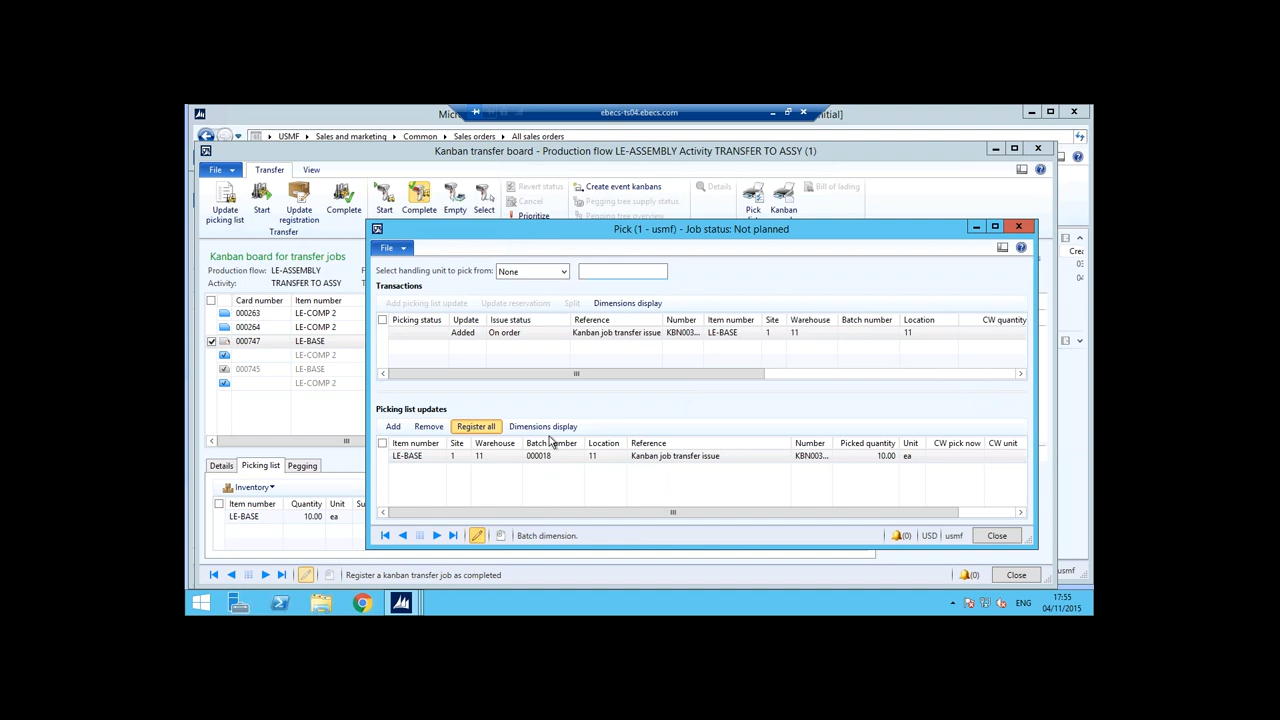 Micr
ebecs-ts04.ebecs.com
nitial]
USMF
Sales and marketing
Common
Sales orders
All sales orders
Kanban transfer board - Production flow LE-ASSEMBLY Activity TRANSFER TO ASSY (1)
File
Transfer
View
Update picking list
Start
Update registration
Complete
Start
Complete
Empty
Select
Revert status
Cancel
Prioritize
Create event kanbans
Pegging tree supply status
Pegging tree overview
Details
Pick
Kanban
Bill of lading
Transfer
Kanban board for transfer jobs
Production flow: LE-ASSEMBLY
Activity: TRANSFER TO ASSY
Card number Item number
000263 LE-COMP 2
000264 LE-COMP 2
000747 LE-BASE
LE-COMP 2
000745 LE-BASE
LE-COMP 2
Details Picking list Pegging
Inventory
Item number Quantity Unit Su
LE-BASE 10.00 ea
Register a kanban transfer job as completed
(0)
Close
Pick (1 - usmf) - Job status: Not planned
File
Select handling unit to pick from: None
Transactions
Add picking list update Update reservations Split Dimensions display
Picking status Update Issue status Reference Number Item number Site Warehouse Batch number Location CW quantity
Added On order Kanban job transfer issue KBN003... LE-BASE 1 11 11
Picking list updates
Add Remove Register all Dimensions display
Item number Site Warehouse Batch number Location Reference Number Picked quantity Unit CW pick now CW unit
LE-BASE 1 11 000018 11 Kanban job transfer issue KBN003... 10.00 ea
Batch dimension.
(0) USD usmf Close
Crea
usmf
ENG
17:55
04/11/2015